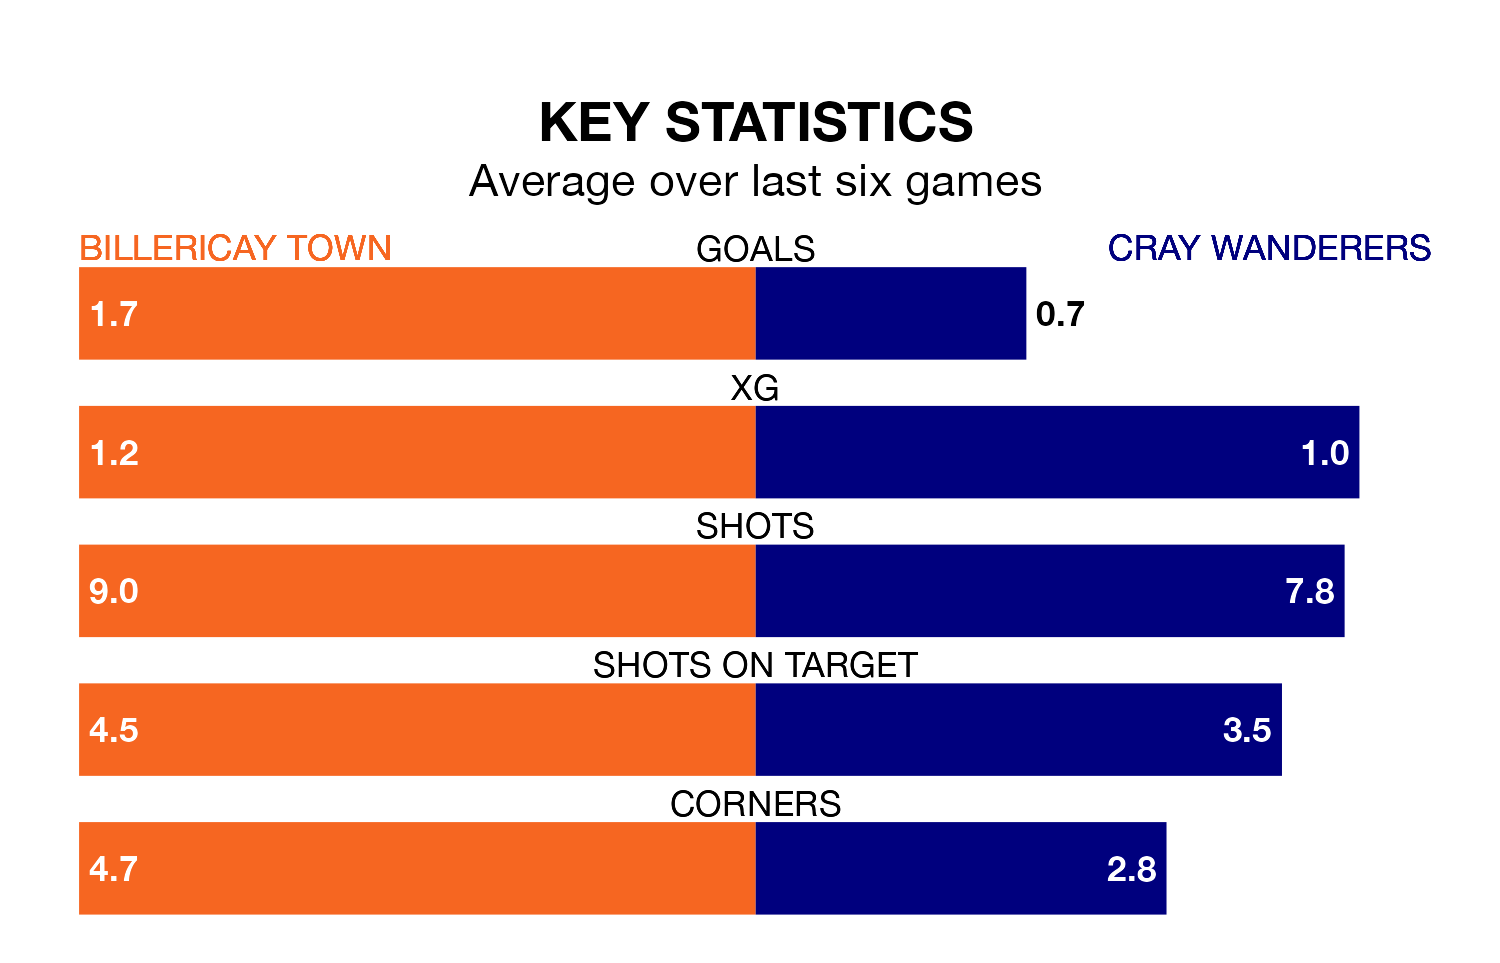 KEY STATISTICS
Average over last six games
BILLERICAY TOWN GOALS CRAY WANDERERS
1.7 0.7
XG
1.2 1.0
SHOTS
9.0 7.8
SHOTS ON TARGET
4.5 3.5
CORNERS
4.7 2.8